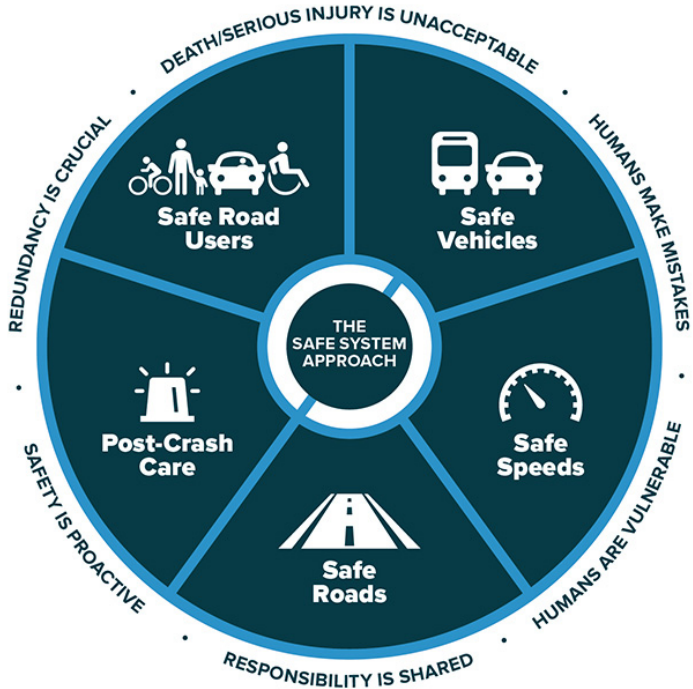 DEATH/SERIOUS INJURY IS UNACCEPTABLE
HUMANS MAKE MISTAKES
HUMANS ARE VULNERABLE
RESPONSIBILITY IS SHARED
SAFETY IS PROACTIVE
REDUNDANCY IS CRUCIAL
Safe Road
Users
Safe
Vehicles
Safe
Speeds
Safe
Roads
Post-Crash
Care
THE
SAFE SYSTEM
APPROACH